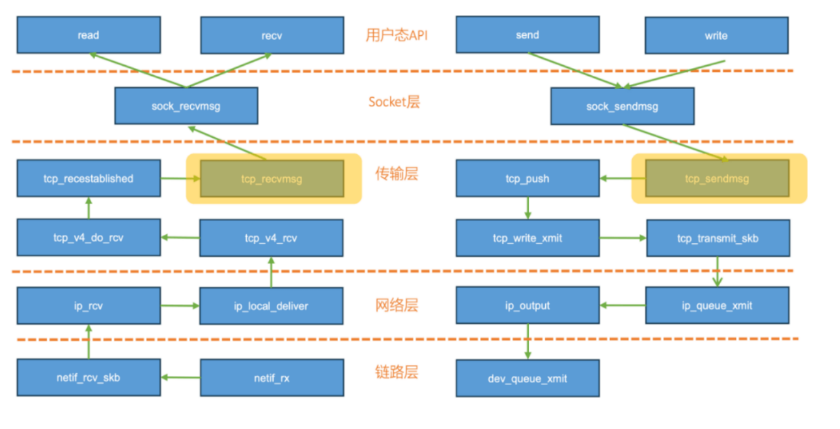 read
recv
用户态API
send
write
sock_recvmsg
Socket层
sock_sendmsg
tcp_recestablished
tcp_recvmsg
传输层
tcp_push
tcp_sendmsg
tcp_v4_do_rcv
tcp_v4_rcv
tcp_write_xmit
tcp_transmit_skb
ip_rcv
ip_local_deliver
网络层
ip_output
ip_queue_xmit
netif_rcv_skb
netif_rx
链路层
dev_queue_xmit